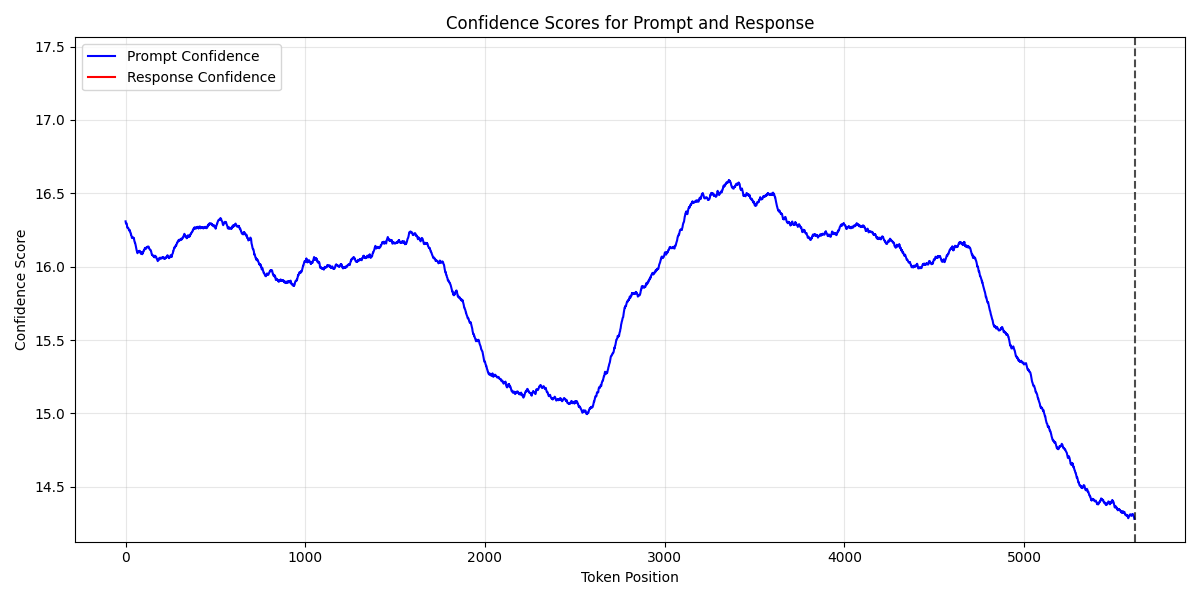 Confidence Scores for Prompt and Response
Prompt Confidence
Response Confidence
Confidence Score
17.5
17.0
16.5
16.0
15.5
15.0
14.5
0 1000 2000 3000 4000 5000
Token Position